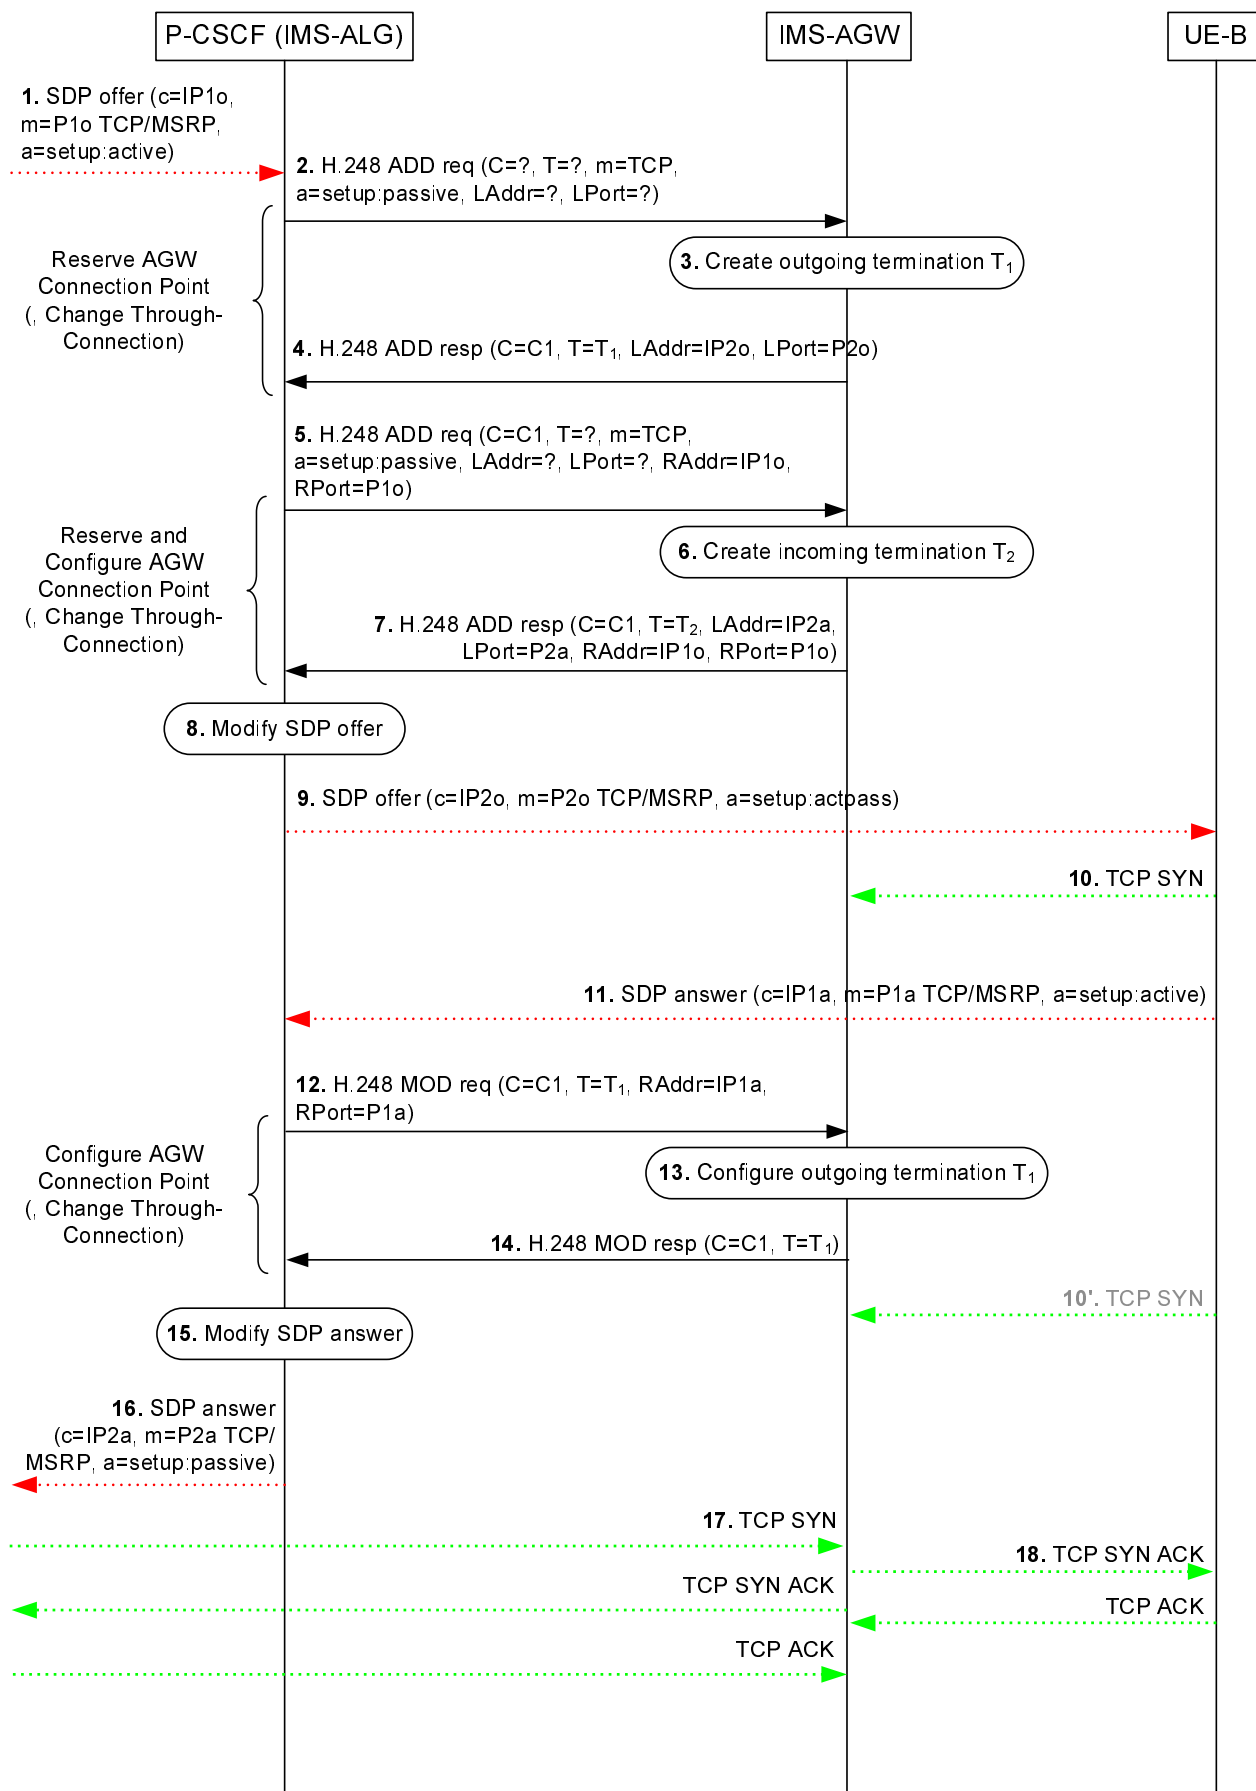 P-CSCF (IMS-ALG)
IMS-AGW
UE-B
1. SDP offer (c=IP1o,
m=P1o TCP/MSRP,
a=setup:active)
2. H.248 ADD req (C=?, T=?, m=TCP,
a=setup:passive, LAddr=?, LPort=?)
Reserve AGW
Connection Point
(, Change Through-
Connection)
3. Create outgoing termination T1
4. H.248 ADD resp (C=C1, T=T1, LAddr=IP2o, LPort=P2o)
5. H.248 ADD req (C=C1, T=?, m=TCP,
a=setup:passive, LAddr=?, LPort=?, RAddr=IP1o,
RPort=P1o)
Reserve and
Configure AGW
Connection Point
(, Change Through-
Connection)
6. Create incoming termination T2
7. H.248 ADD resp (C=C1, T=T2, LAddr=IP2a,
LPort=P2a, RAddr=IP1o, RPort=P1o)
8. Modify SDP offer
9. SDP offer (c=IP2o, m=P2o TCP/MSRP, a=setup:actpass)
10. TCP SYN
11. SDP answer (c=IP1a, m=P1a TCP/MSRP, a=setup:active)
12. H.248 MOD req (C=C1, T=T1, RAddr=IP1a,
RPort=P1a)
Configure AGW
Connection Point
(, Change Through-
Connection)
13. Configure outgoing termination T1
14. H.248 MOD resp (C=C1, T=T1)
10'. TCP SYN
15. Modify SDP answer
16. SDP answer
(c=IP2a, m=P2a TCP/
MSRP, a=setup:passive)
17. TCP SYN
18. TCP SYN ACK
TCP SYN ACK
TCP ACK
TCP ACK